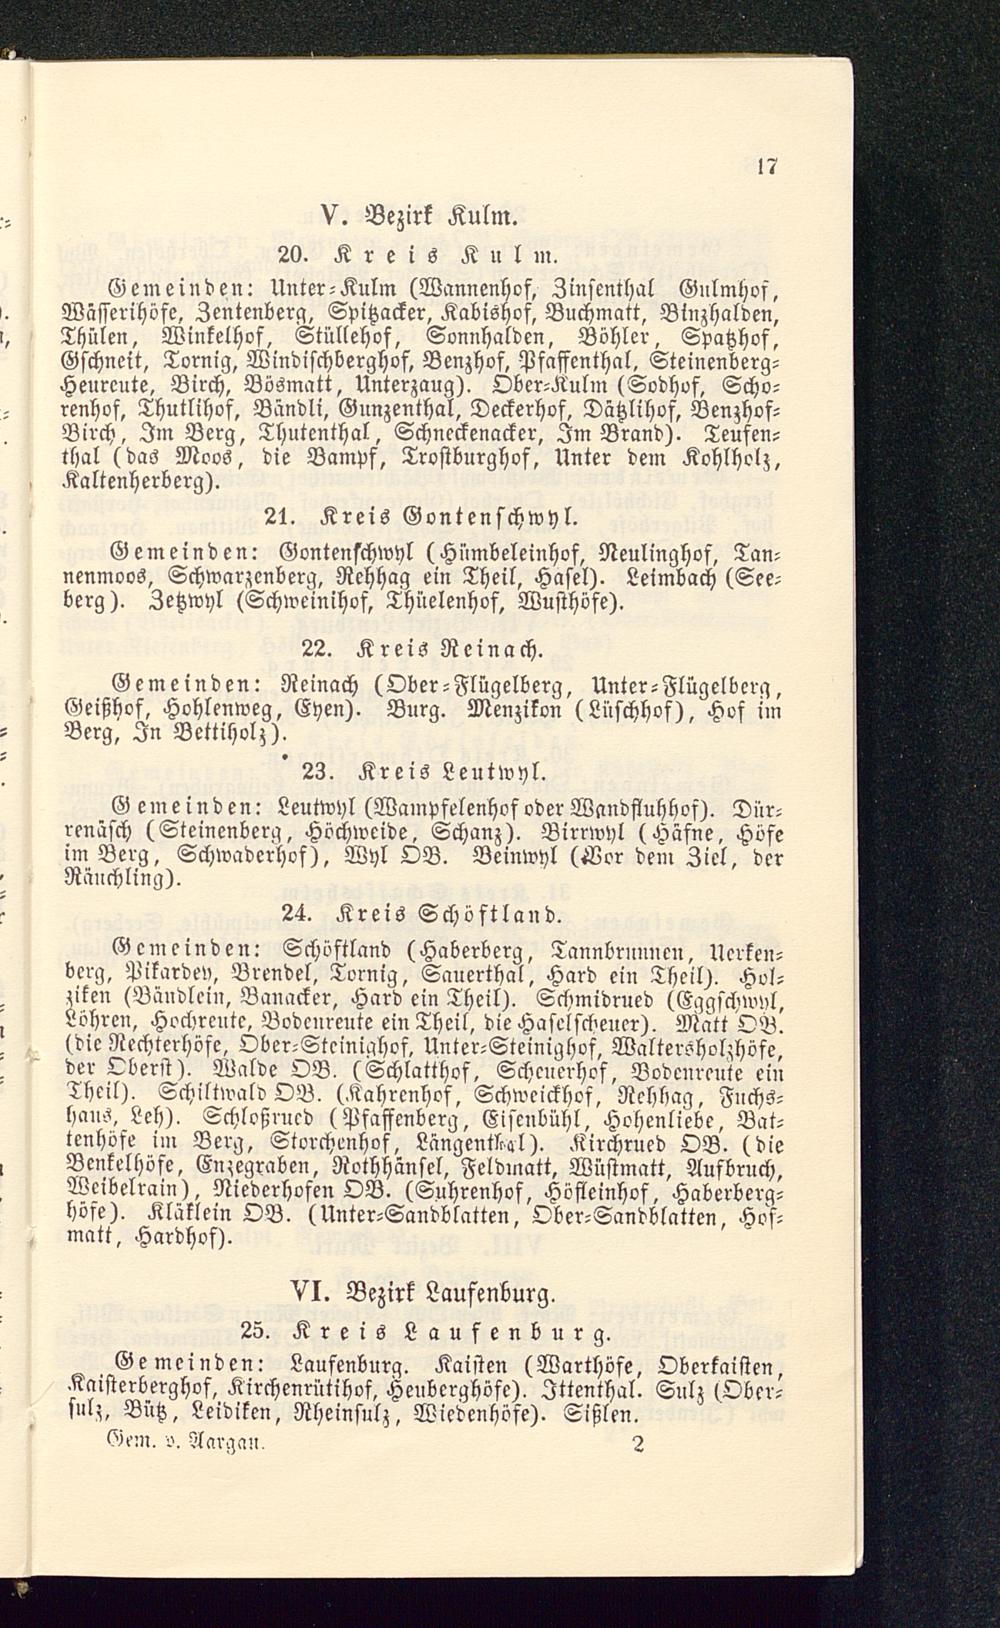 17
V. Bezirk Kulm.
20. Kreis Kulm.
Gemeinden: Unter-Kulm (Wannenhof, Zinsenthal Gulmhof,
Wässerihöfe, Zentenberg, Spitzacker, Kabishof, Buchmatt, Binzhalden,
Thülen, Winkelhof, Stüllehof, Sonnhalden, Böhler, Spatzhof,
Gschneit, Tornig, Windischberghof, Benzhof, Pfaffenthal, Steinenberg-
Heureute, Birch, Bösmatt, Unterzaug). Ober-Kulm (Sodhof, Scho-
renhof, Thutlihof, Bändli, Gunzenthal, Deckerhof, Dätzlihof, Benzhof-
Birch, Im Berg, Thutenthal, Schneckenacker, Im Brand). Teufen-
thal (das Moos, die Bampf, Trostburghof, Unter dem Kohlholz,
Kaltenherberg).
21. Kreis Gontenschwyl.
Gemeinden: Gontenschwyl (Hümbeleinhof, Neulinghof, Tan-
nenmoos, Schwarzenberg, Rehhag ein Theil, Hasel). Leimbach (See-
berg). Zetzwyl (Schweinihof, Thüelenhof, Wusthöfe).
22. Kreis Reinach.
Gemeinden: Reinach (Ober-Flügelberg, Unter-Flügelberg,
Geißhof, Hohlenweg, Eyen). Burg. Menzikon (Lüschhof), Hof im
Berg, In Bettiholz).
23. Kreis Leutwyl.
Gemeinden: Leutwyl (Wampfelenhof oder Wandfluhhof). Dür-
renäsch (Steinenberg, Höchweide, Schanz). Birrwyl (Häfne, Höfe
im Berg, Schwaderhof), Wyl OB. Beinwyl (Vor dem Ziel, der
Räuchling).
24. Kreis Schöftland.
Gemeinden: Schöftland (Haberberg, Tannbrunnen, Uerken-
berg, Pikardey, Brendel, Tornig, Sauerthal, Hard ein Theil). Hol-
ziken (Bändlein, Banacker, Hard ein Theil). Schmidrued (Eggschwyl,
Löhren, Hochreute, Bodenreute ein Theil, die Haselscheuer). Matt OB.
(die Rechterhöfe, Ober-Steinighof, Unter-Steinighof, Waltersholzhöfe,
der Oberst). Walde OB. (Schlatthof, Scheuerhof, Bodenreute ein
Theil). Schiltwald OB. (Kahrenhof, Schweickhof, Rehhag, Fuchs-
haus, Leh). Schloßrued (Pfaffenberg, Eisenbühl, Hohenliebe, Bat-
tenhöfe im Berg, Storchenhof, Längenthal). Kirchrued OB. (die
Benkelhöfe, Enzegraben, Rothhänsel, Feldmatt, Wüstmatt, Aufbruch,
Weibelrain), Niederhofen OB. (Suhrenhof, Höfleinhof, Haberberg-
höfe). Kläklein OB. (Unter-Sandblatten, Ober-Sandblatten, Hof-
matt, Hardhof).
VI. Bezirk Laufenburg.
25. Kreis Laufenburg.
Gemeinden: Laufenburg. Kaisten (Warthöfe, Oberkaisten,
Kaisterberghof, Kirchenrütihof, Heuberghöfe). Ittenthal. Sulz (Ober-
sulz, Bütz, Leidiken, Rheinsulz, Wiedenhöfe). Sißlen.
Gem. v. Aargau. 2